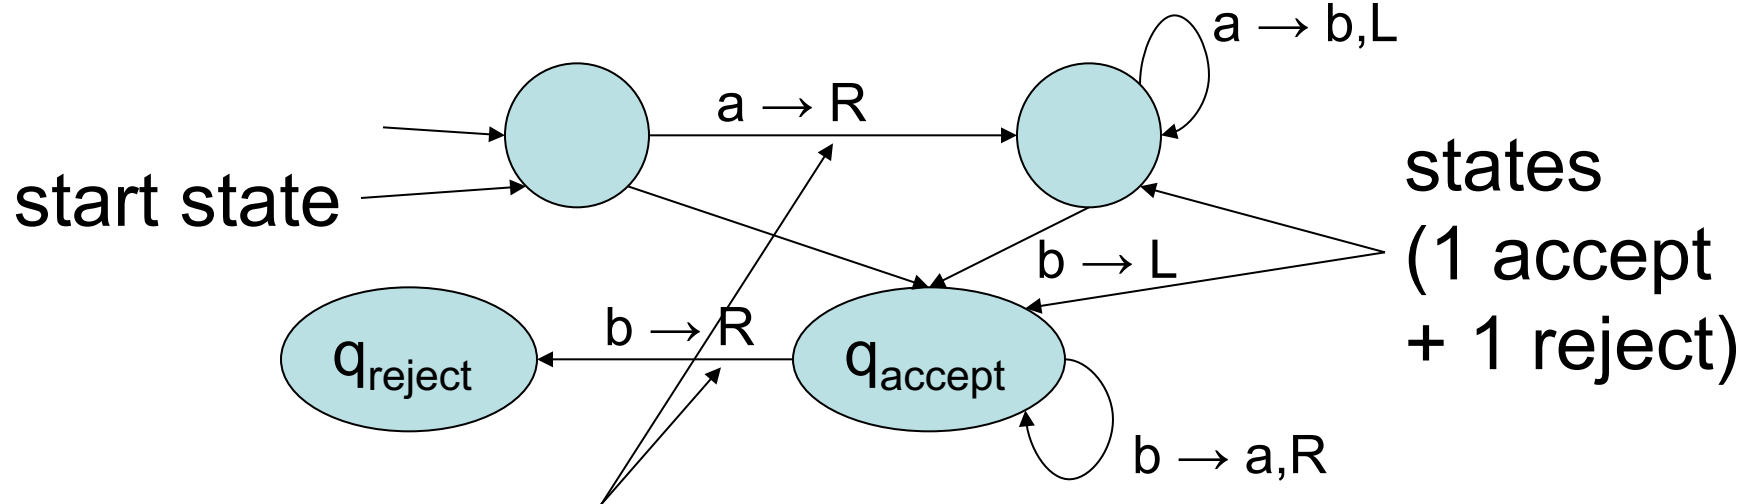 a → b,L
a → R
start state
states
(1 accept
+ 1 reject)
b → L
b → R
q_reject
q_accept
b → a,R